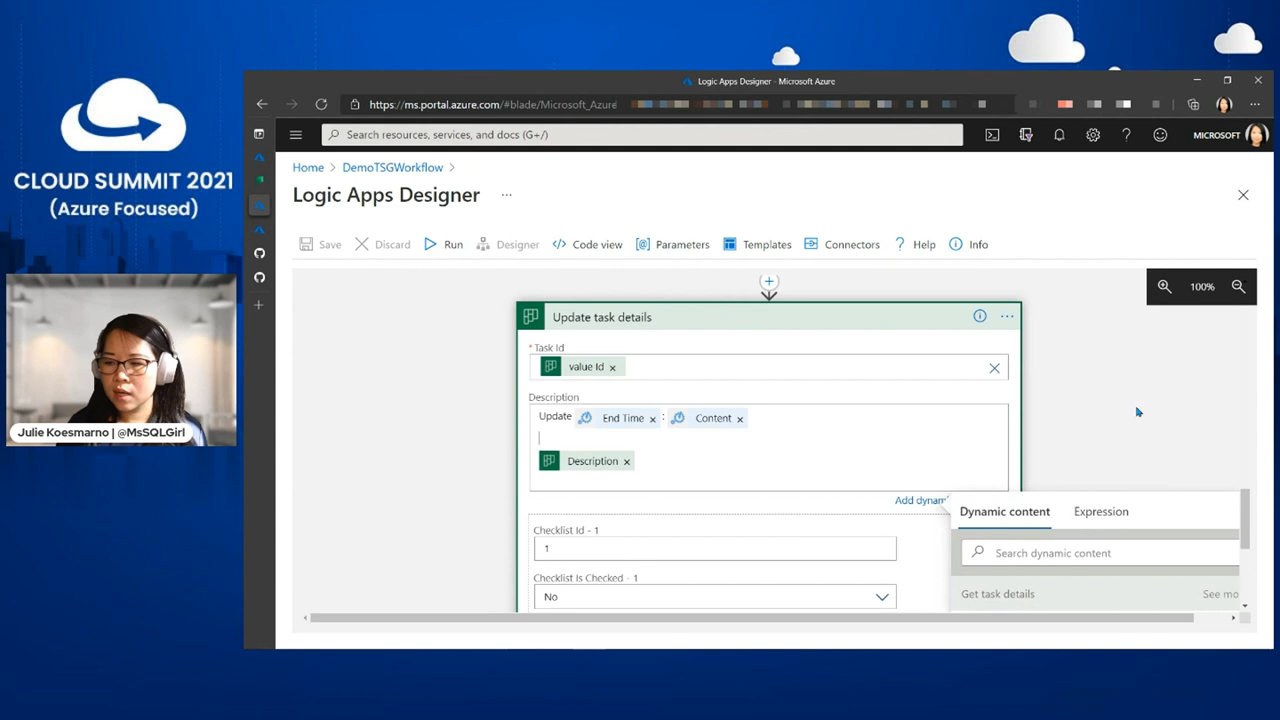 Logic Apps Designer - Microsoft Azure
https://ms.portal.azure.com/#blade/Microsoft_Azure
Search resources, services, and docs (G+/)
MICROSOFT
CLOUD SUMMIT 2021
(Azure Focused)
Julie Koesmarno | @MsSQLGirl
Home > DemoTSGWorkflow >
Logic Apps Designer ...
Save Discard Run Designer </> Code view [@] Parameters Templates Connectors ? Help Info
100%
Update task details
* Task Id
value Id ×
Description
Update End Time × : Content ×
Description ×
Add dynam
Checklist Id - 1
1
Checklist Is Checked - 1
No
Dynamic content Expression
Search dynamic content
Get task details See mo